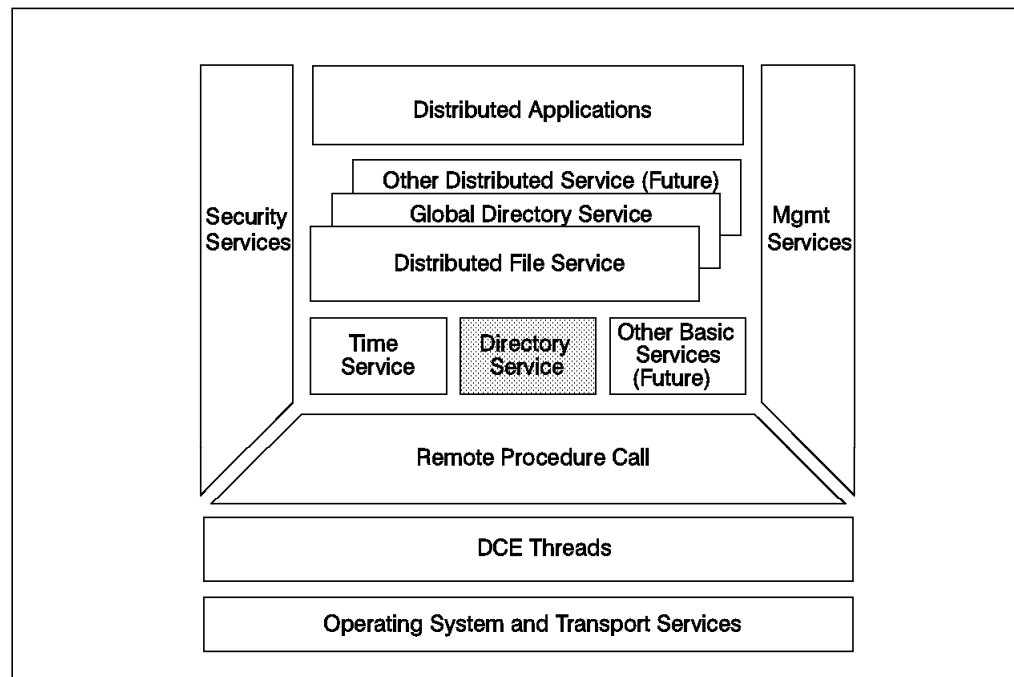 Distributed Applications
Other Distributed Service (Future)
Global Directory Service
Distributed File Service
Security
Services
Mgmt
Services
Time
Service
Directory
Service
Other Basic
Services
(Future)
Remote Procedure Call
DCE Threads
Operating System and Transport Services